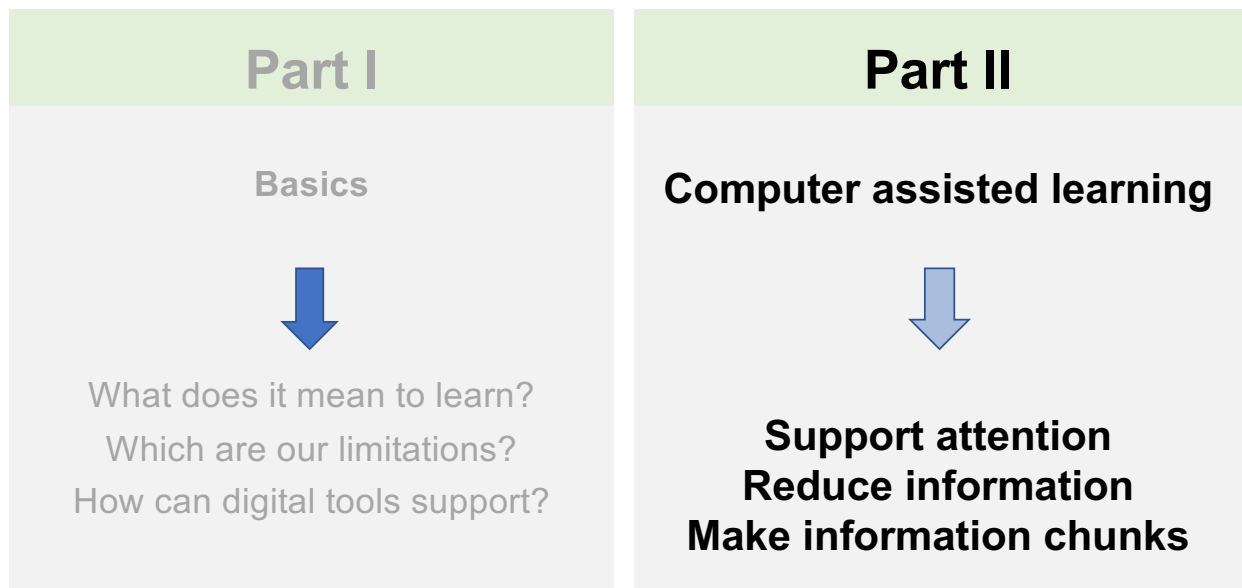 Part I
Basics
What does it mean to learn?
Which are our limitations?
How can digital tools support?
Part II
Computer assisted learning
Support attention
Reduce information
Make information chunks